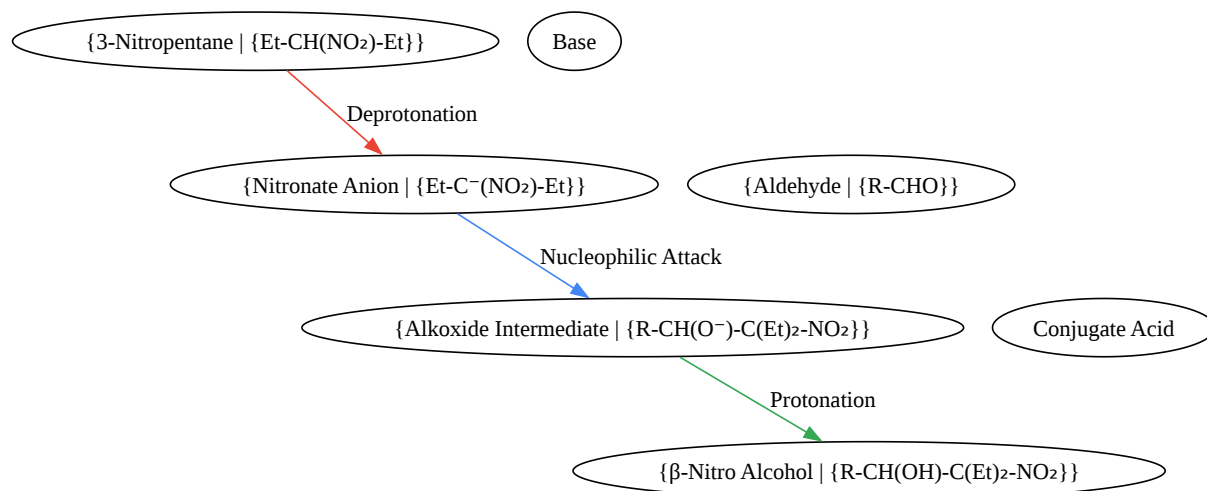 {3-Nitropentane | {Et-CH(NO₂)-Et}}
Base
Deprotonation
{Nitronate Anion | {Et-C⁻(NO₂)-Et}}
{Aldehyde | {R-CHO}}
Nucleophilic Attack
{Alkoxide Intermediate | {R-CH(O⁻)-C(Et)₂-NO₂}}
Conjugate Acid
Protonation
{β-Nitro Alcohol | {R-CH(OH)-C(Et)₂-NO₂}}